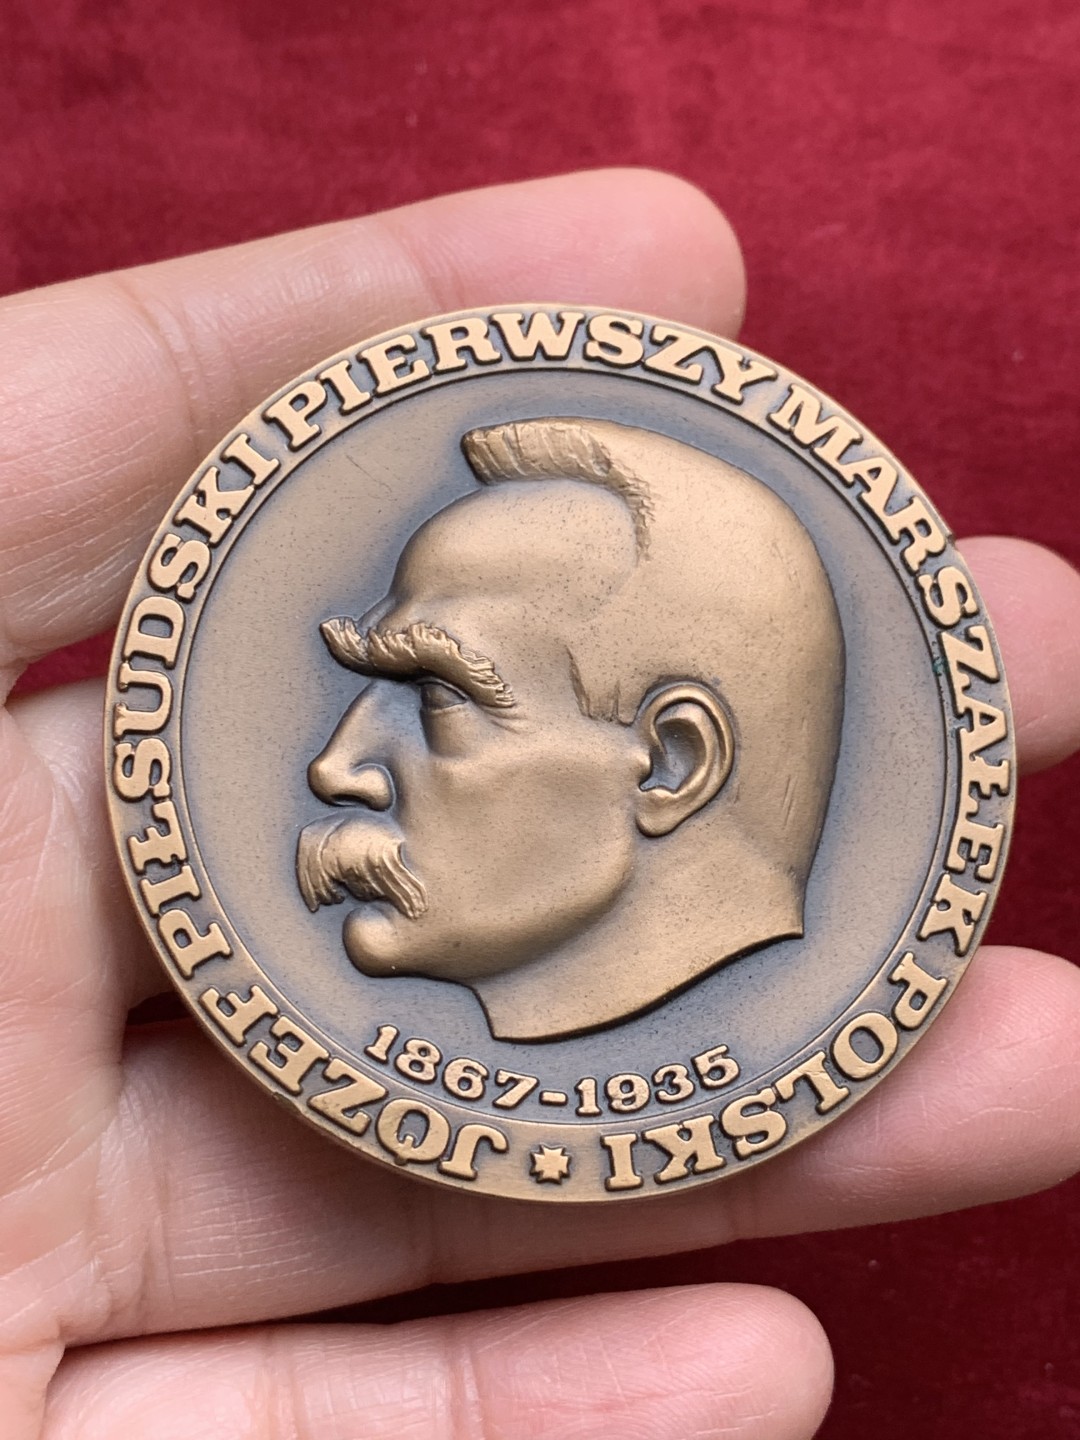 JÓZEF PIŁSUDSKI PIERWSZY MARSZAŁEK POLSKI
1867-1935